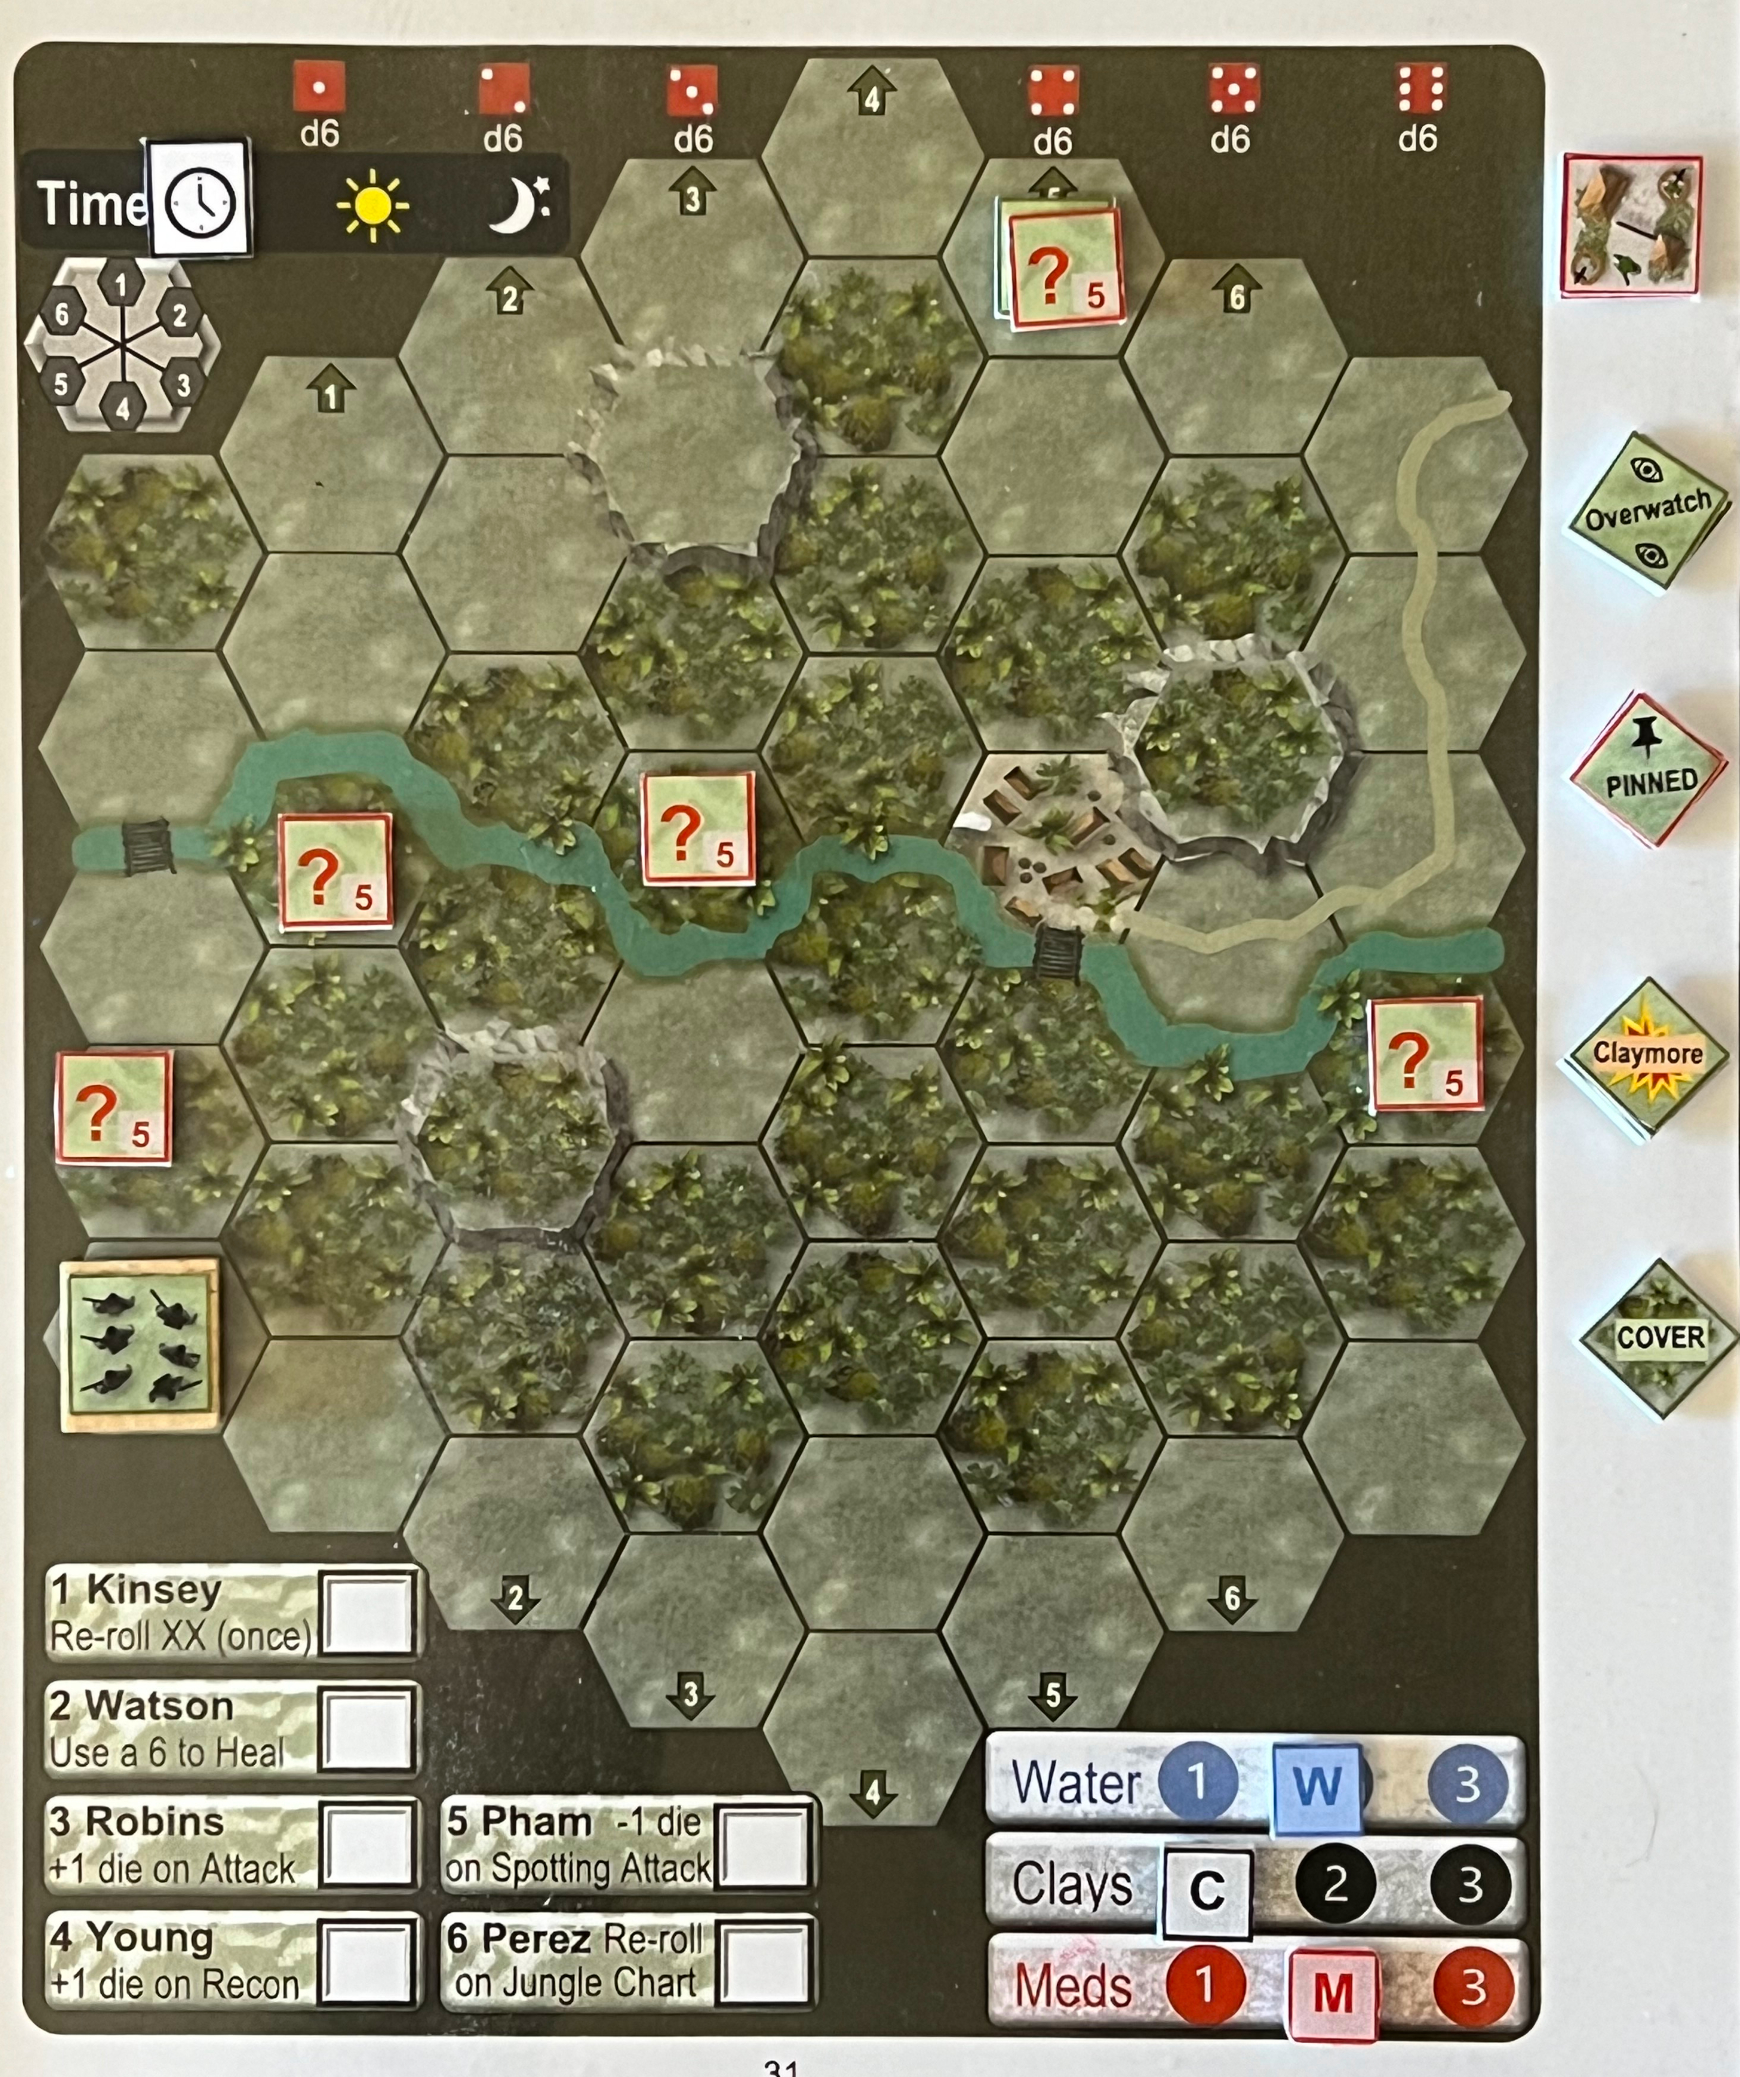 4
d6 d6 d6 d6 d6 d6
Time
3
? 5
1
6 2
5 3
4
2
6
1
Overwatch
? 5
PINNED
? 5
? 5
Claymore
? 5
COVER
1 Kinsey
Re-roll XX (once)
2
6
2 Watson
Use a 6 to Heal
3
5
3 Robins
+1 die on Attack
4
5 Pham -1 die
on Spotting Attack
4 Young
+1 die on Recon
6 Perez Re-roll
on Jungle Chart
Water 1 W 3
Clays C 2 3
Meds 1 M 3
31